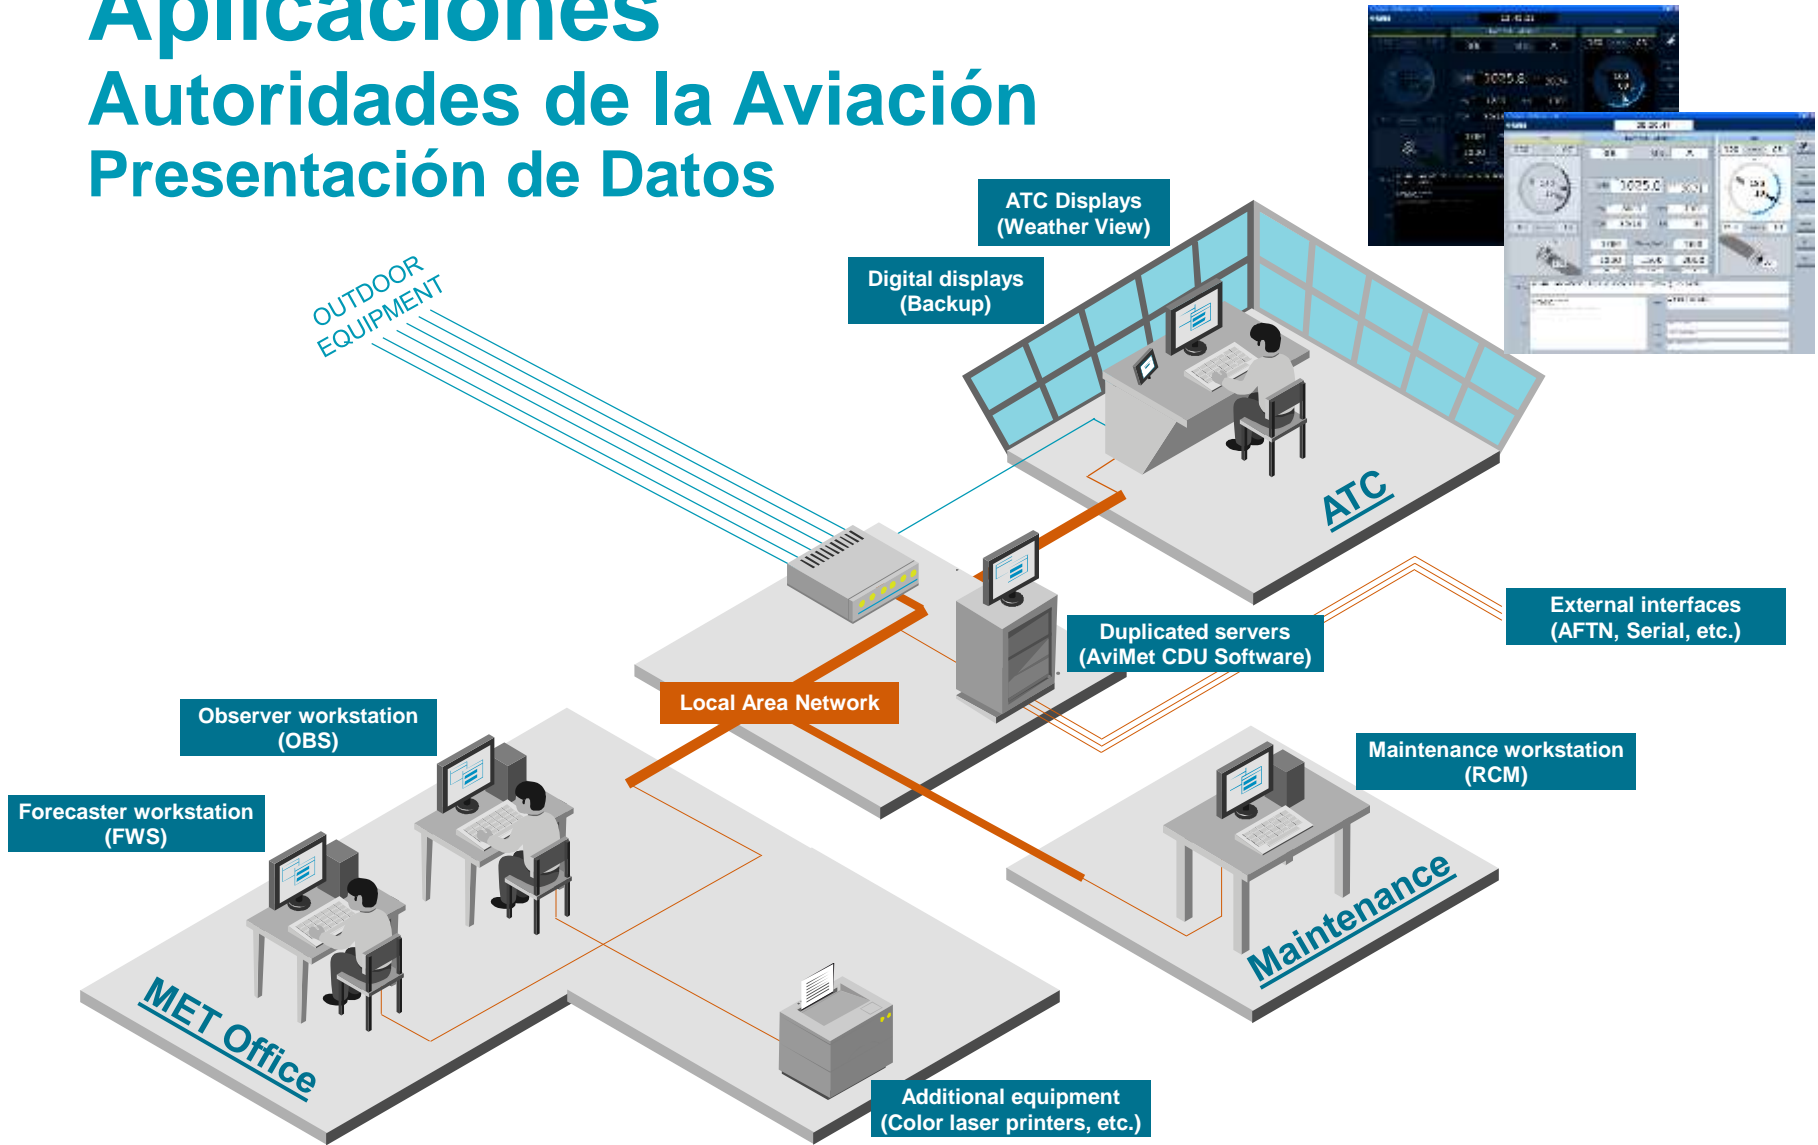 Aplicaciones
Autoridades de la Aviación
Presentación de Datos
ATC Displays
(Weather View)
Digital displays
(Backup)
OUTDOOR
EQUIPMENT
ATC
External interfaces
(AFTN, Serial, etc.)
Duplicated servers
(AviMet CDU Software)
Local Area Network
Observer workstation
(OBS)
Maintenance workstation
(RCM)
Forecaster workstation
(FWS)
Maintenance
MET Office
Additional equipment
(Color laser printers, etc.)